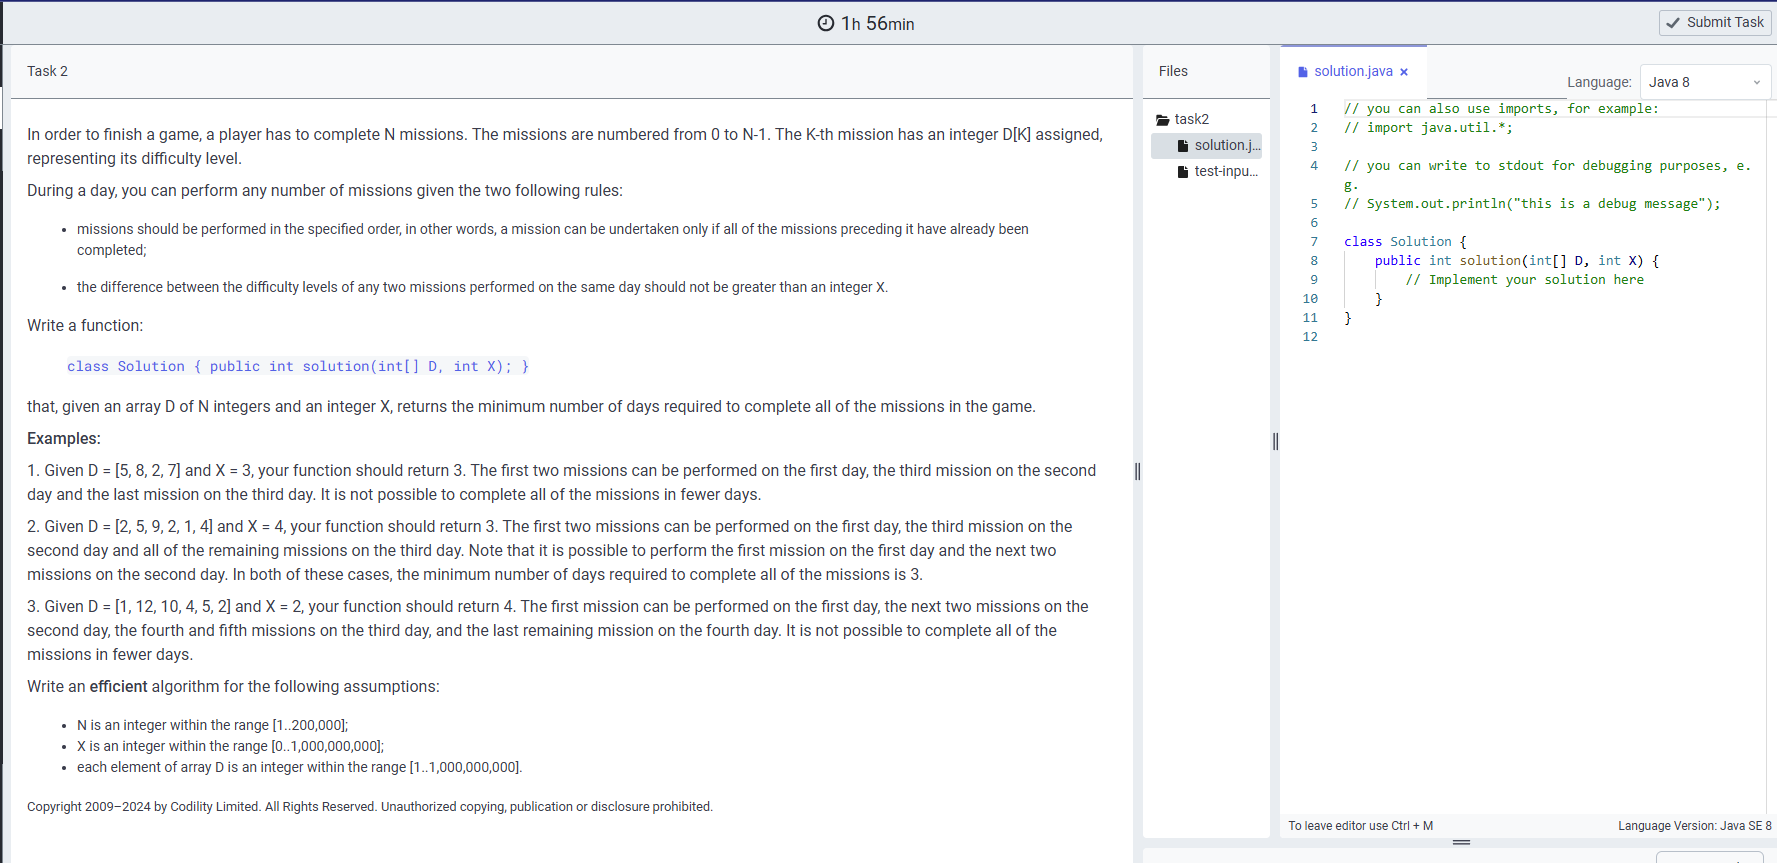 1h 56min
Submit Task
Task 2
In order to finish a game, a player has to complete N missions. The missions are numbered from 0 to N-1. The K-th mission has an integer D[K] assigned,
representing its difficulty level.
During a day, you can perform any number of missions given the two following rules:
• missions should be performed in the specified order, in other words, a mission can be undertaken only if all of the missions preceding it have already been
completed;
• the difference between the difficulty levels of any two missions performed on the same day should not be greater than an integer X.
Write a function:
class Solution { public int solution(int[] D, int X); }
that, given an array D of N integers and an integer X, returns the minimum number of days required to complete all of the missions in the game.
Examples:
1. Given D = [5, 8, 2, 7] and X = 3, your function should return 3. The first two missions can be performed on the first day, the third mission on the second
day and the last mission on the third day. It is not possible to complete all of the missions in fewer days.
2. Given D = [2, 5, 9, 2, 1, 4] and X = 4, your function should return 3. The first two missions can be performed on the first day, the third mission on the
second day and all of the remaining missions on the third day. Note that it is possible to perform the first mission on the first day and the next two
missions on the second day. In both of these cases, the minimum number of days required to complete all of the missions is 3.
3. Given D = [1, 12, 10, 4, 5, 2] and X = 2, your function should return 4. The first mission can be performed on the first day, the next two missions on the
second day, the fourth and fifth missions on the third day, and the last remaining mission on the fourth day. It is not possible to complete all of the
missions in fewer days.
Write an efficient algorithm for the following assumptions:
• N is an integer within the range [1..200,000];
• X is an integer within the range [0..1,000,000,000];
• each element of array D is an integer within the range [1..1,000,000,000].
Copyright 2009–2024 by Codility Limited. All Rights Reserved. Unauthorized copying, publication or disclosure prohibited.
Files
task2
solution.j...
test-inpu...
solution.java ×
Language: Java 8
1 // you can also use imports, for example:
2 // import java.util.*;
3
4 // you can write to stdout for debugging purposes, e.
g.
5 // System.out.println("this is a debug message");
6
7 class Solution {
8 public int solution(int[] D, int X) {
9 // Implement your solution here
10 }
11 }
12
To leave editor use Ctrl + M
Language Version: Java SE 8